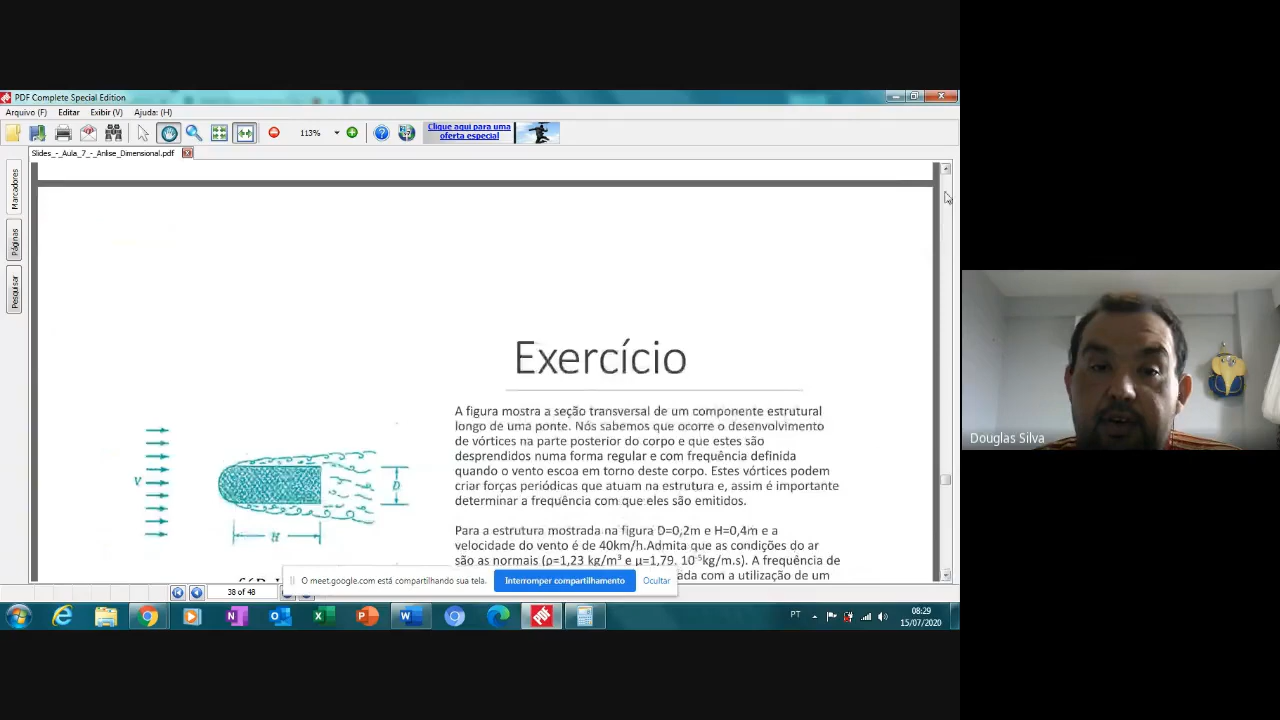 PDF Complete Special Edition
Arquivo (F) Editar Exibir (V) Ajuda: (H)
113%
Clique aqui para uma
oferta especial
Slides_-_Aula_7_-_Anlise_Dimensional.pdf
Marcadores
Páginas
Pesquisar
Exercício
A figura mostra a seção transversal de um componente estrutural
longo de uma ponte. Nós sabemos que ocorre o desenvolvimento
de vórtices na parte posterior do corpo e que estes são
desprendidos numa forma regular e com frequência definida
quando o vento escoa em torno deste corpo. Estes vórtices podem
criar forças periódicas que atuam na estrutura e, assim é importante
determinar a frequência com que eles são emitidos.
Para a estrutura mostrada na figura D=0,2m e H=0,4m e a
velocidade do vento é de 40km/h.Admita que as condições do ar
são as normais (ρ=1,23 kg/m³ e μ=1,79. 10⁻⁵kg/m.s). A frequência de
ada com a utilização de um
V
D
H
O meet.google.com está compartilhando sua tela.
Interromper compartilhamento
Ocultar
38 of 48
PT
08:29
15/07/2020
Douglas Silva